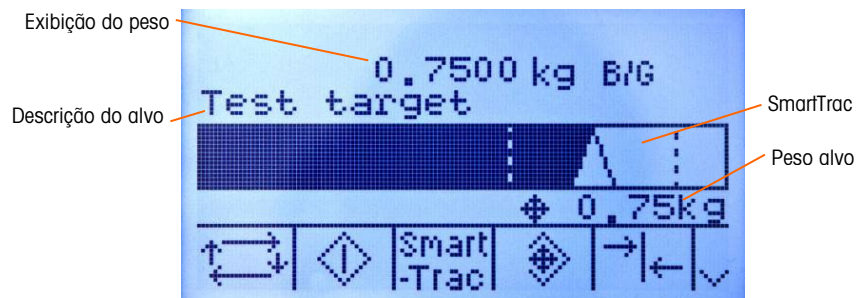 Exibição do peso
0.7500 kg B/G
Descrição do alvo
Test target
SmartTrac
Peso alvo
0.75kg
Smart
-Trac